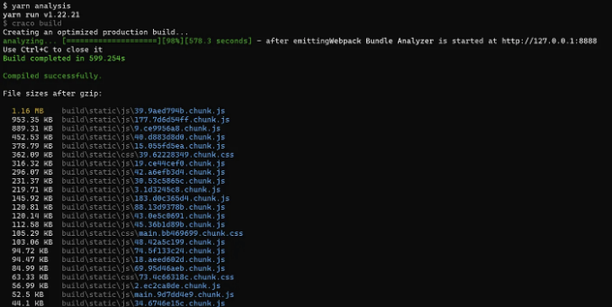 $ yarn analysis
yarn run v1.22.21
$ craco build
Creating an optimized production build...
analyzing... [====================][98%][578.3 seconds] - after emittingWebpack Bundle Analyzer is started at http://127.0.0.1:8888
Use Ctrl+C to close it
Build completed in 599.254s
Compiled successfully.
File sizes after gzip:
1.16 MB build\static\js\39.9aed794b.chunk.js
953.35 KB build\static\js\177.7d6d54ff.chunk.js
889.31 KB build\static\js\9.ce9956a8.chunk.js
452.53 KB build\static\js\40.d883d8d0.chunk.js
378.79 KB build\static\js\15.055fd5ea.chunk.js
362.09 KB build\static\css\39.62228349.chunk.css
316.32 KB build\static\js\19.ce44cef0.chunk.js
296.07 KB build\static\js\42.a6efb3d4.chunk.js
231.37 KB build\static\js\30.53c5865c.chunk.js
219.71 KB build\static\js\3.1d3245c8.chunk.js
145.92 KB build\static\js\183.d0c365d4.chunk.js
120.81 KB build\static\js\88.13d9378b.chunk.js
120.14 KB build\static\js\43.0e5c0691.chunk.js
112.58 KB build\static\js\45.36b1d89b.chunk.js
105.29 KB build\static\css\main.bb469699.chunk.css
103.06 KB build\static\js\48.42a5c199.chunk.js
94.72 KB build\static\js\74.5f133c24.chunk.js
94.47 KB build\static\js\18.aeed602d.chunk.js
84.99 KB build\static\js\69.95d46aeb.chunk.js
63.33 KB build\static\css\73.4c66318c.chunk.css
56.99 KB build\static\js\2.ec2ca0de.chunk.js
52.5 KB build\static\js\main.9d7dd4e9.chunk.js
44.1 KB build\static\js\34.6746e15c.chunk.js